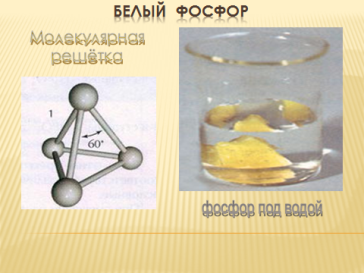 БЕЛЫЙ ФОСФОР
Молекулярная
решётка
1
60°
фосфор под водой